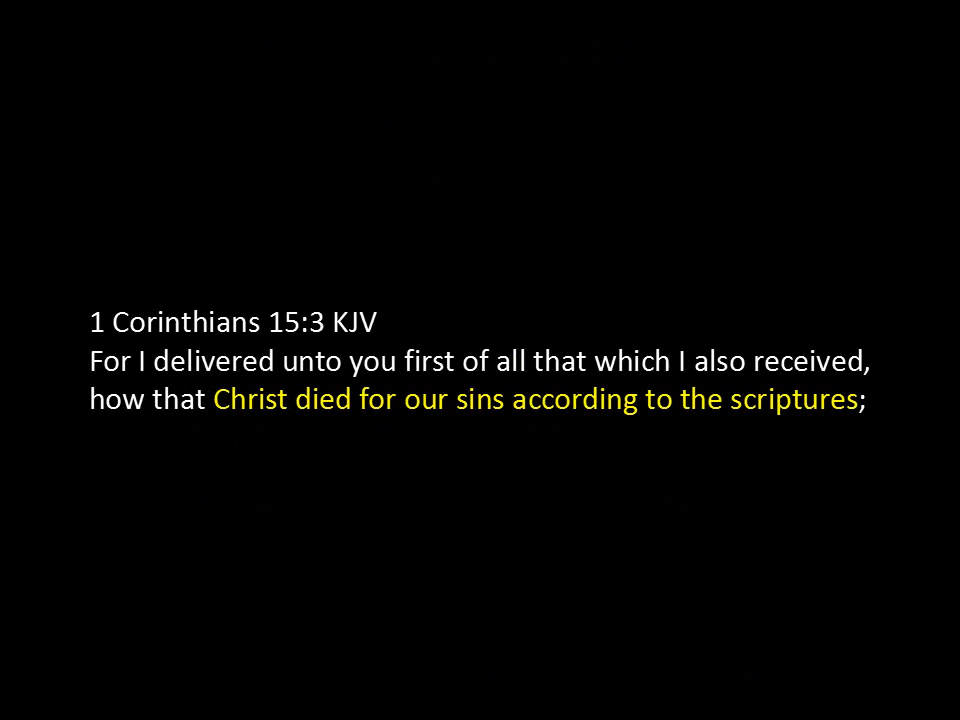 1 Corinthians 15:3 KJV
For I delivered unto you first of all that which I also received,
how that Christ died for our sins according to the scriptures;